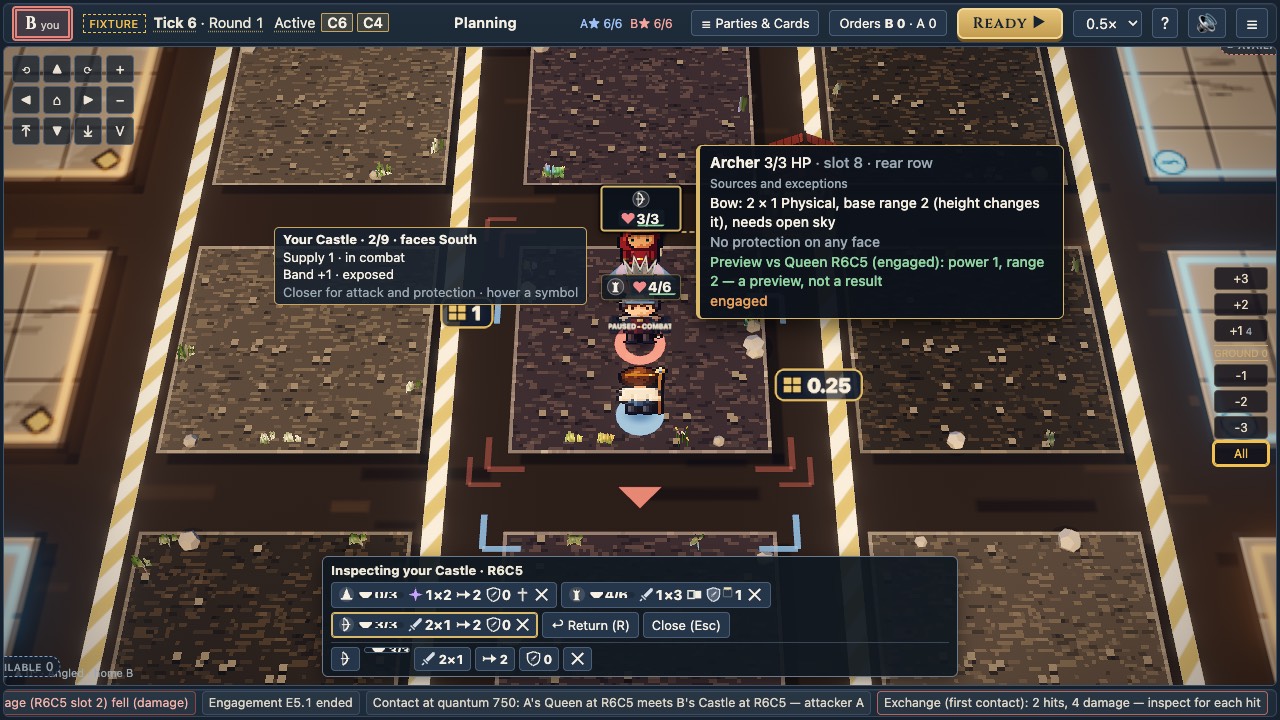 B you FIXTURE Tick 6 · Round 1 Active C6 C4 Planning A★ 6/6 B★ 6/6 ≡ Parties & Cards Orders B 0 · A 0 READY ▶ 0.5× ? ≡
V
Archer 3/3 HP · slot 8 · rear row
Sources and exceptions
Bow: 2 × 1 Physical, base range 2 (height changes
it), needs open sky
No protection on any face
Preview vs Queen R6C5 (engaged): power 1, range
2 — a preview, not a result
engaged
3/3
Your Castle · 2/9 · faces South
Supply 1 · in combat
Band +1 · exposed
Closer for attack and protection · hover a symbol
4/6
1
PAUSED-COMBAT
0.25
+3
+2
+1 4
GROUND 0
-1
-2
-3
All
Inspecting your Castle · R6C5
1×2 ↦2 0 † ✕ 4/6 1×3 1 ✕
3/3 2×1 ↦2 0 ✕ ↩ Return (R) Close (Esc)
2×1 ↦ 2 0 ✕
ILABLE 0
ome B
age (R6C5 slot 2) fell (damage) Engagement E5.1 ended Contact at quantum 750: A's Queen at R6C5 meets B's Castle at R6C5 — attacker A Exchange (first contact): 2 hits, 4 damage — inspect for each hit